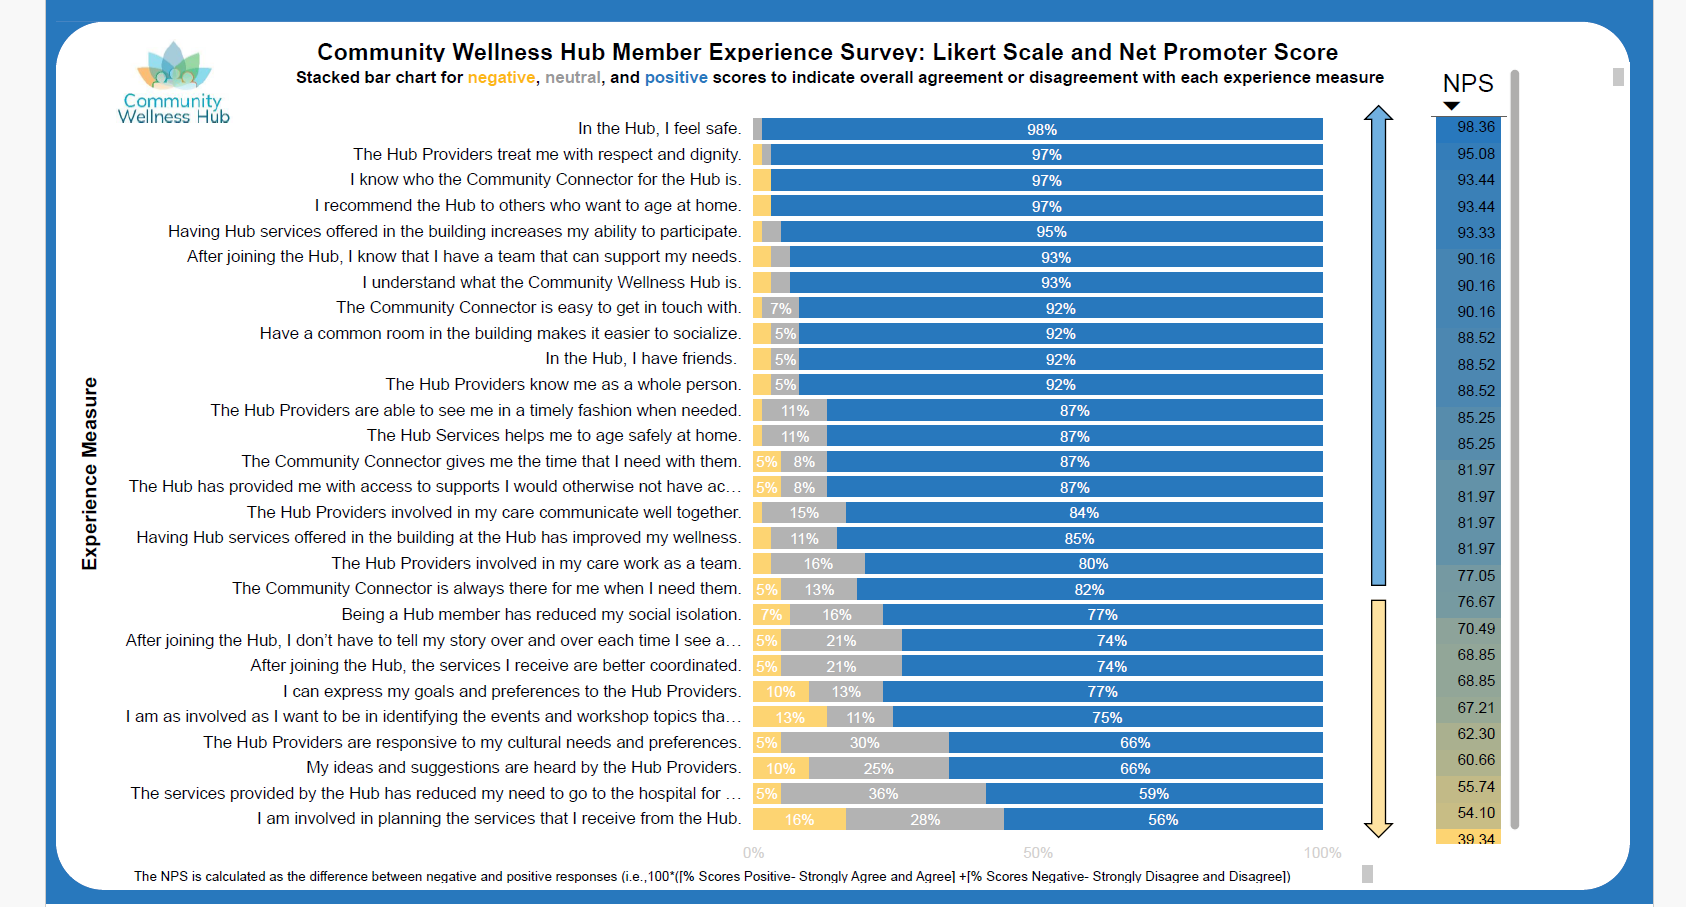 Community Wellness Hub Member Experience Survey: Likert Scale and Net Promoter Score
Stacked bar chart for negative, neutral, and positive scores to indicate overall agreement or disagreement with each experience measure
Community
Wellness Hub
NPS
Experience Measure
In the Hub, I feel safe. 98%
The Hub Providers treat me with respect and dignity. 97%
I know who the Community Connector for the Hub is. 97%
I recommend the Hub to others who want to age at home. 97%
Having Hub services offered in the building increases my ability to participate. 95%
After joining the Hub, I know that I have a team that can support my needs. 93%
I understand what the Community Wellness Hub is. 93%
The Community Connector is easy to get in touch with. 7% 92%
Have a common room in the building makes it easier to socialize. 5% 92%
In the Hub, I have friends. 5% 92%
The Hub Providers know me as a whole person. 5% 92%
The Hub Providers are able to see me in a timely fashion when needed. 11% 87%
The Hub Services helps me to age safely at home. 11% 87%
The Community Connector gives me the time that I need with them. 5% 8% 87%
The Hub has provided me with access to supports I would otherwise not have ac... 5% 8% 87%
The Hub Providers involved in my care communicate well together. 15% 84%
Having Hub services offered in the building at the Hub has improved my wellness. 11% 85%
The Hub Providers involved in my care work as a team. 16% 80%
The Community Connector is always there for me when I need them. 5% 13% 82%
Being a Hub member has reduced my social isolation. 7% 16% 77%
After joining the Hub, I don't have to tell my story over and over each time I see a... 5% 21% 74%
After joining the Hub, the services I receive are better coordinated. 5% 21% 74%
I can express my goals and preferences to the Hub Providers. 10% 13% 77%
I am as involved as I want to be in identifying the events and workshop topics tha... 13% 11% 75%
The Hub Providers are responsive to my cultural needs and preferences. 5% 30% 66%
My ideas and suggestions are heard by the Hub Providers. 10% 25% 66%
The services provided by the Hub has reduced my need to go to the hospital for ... 5% 36% 59%
I am involved in planning the services that I receive from the Hub. 16% 28% 56%
0% 50% 100%
98.36
95.08
93.44
93.44
93.33
90.16
90.16
90.16
88.52
88.52
88.52
85.25
85.25
81.97
81.97
81.97
81.97
77.05
76.67
70.49
68.85
68.85
67.21
62.30
60.66
55.74
54.10
39.34
The NPS is calculated as the difference between negative and positive responses (i.e.,100*([% Scores Positive- Strongly Agree and Agree] +[% Scores Negative- Strongly Disagree and Disagree])